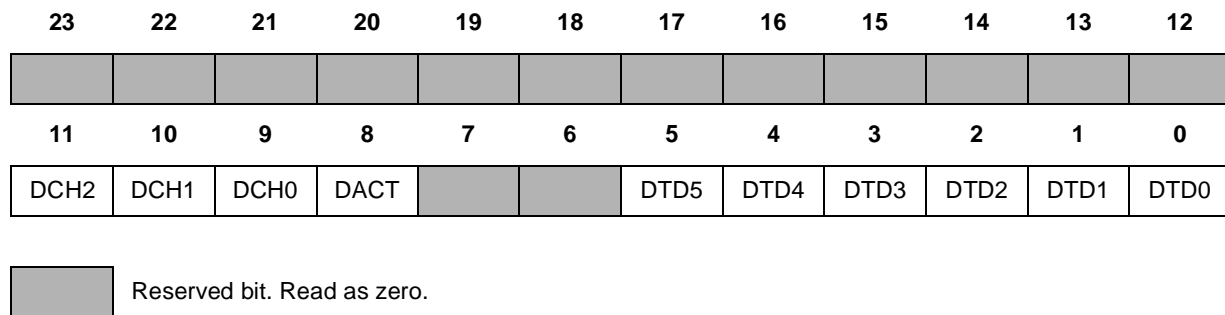 23 22 21 20 19 18 17 16 15 14 13 12
11 10 9 8 7 6 5 4 3 2 1 0
DCH2 DCH1 DCH0 DACT DTD5 DTD4 DTD3 DTD2 DTD1 DTD0
Reserved bit. Read as zero.